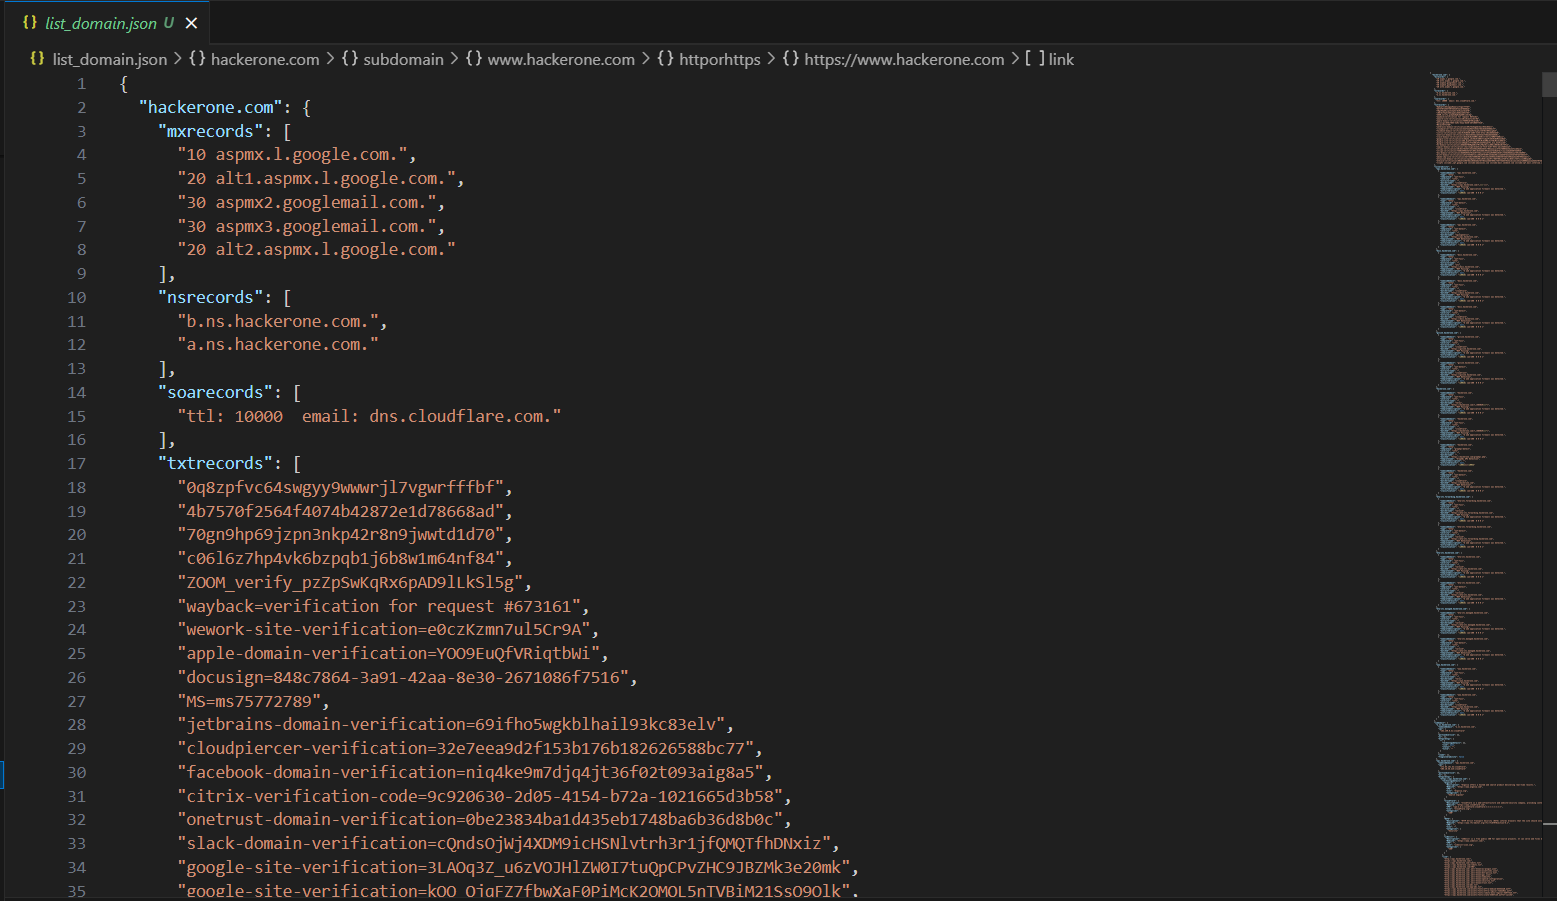 {} list_domain.json U ×
{} list_domain.json > {} hackerone.com > {} subdomain > {} www.hackerone.com > {} httporhttps > {} https://www.hackerone.com > [ ] link
1 {
2 "hackerone.com": {
3 "mxrecords": [
4 "10 aspmx.l.google.com.",
5 "20 alt1.aspmx.l.google.com.",
6 "30 aspmx2.googlemail.com.",
7 "30 aspmx3.googlemail.com.",
8 "20 alt2.aspmx.l.google.com."
9 ],
10 "nsrecords": [
11 "b.ns.hackerone.com.",
12 "a.ns.hackerone.com."
13 ],
14 "soarecords": [
15 "ttl: 10000  email: dns.cloudflare.com."
16 ],
17 "txtrecords": [
18 "0q8zpfvc64swgyy9wwwrjl7vgwrfffbf",
19 "4b7570f2564f4074b42872e1d78668ad",
20 "70gn9hp69jzpn3nkp42r8n9jwwtd1d70",
21 "c06l6z7hp4vk6bzpqb1j6b8w1m64nf84",
22 "ZOOM_verify_pzZpSwKqRx6pAD9lLkSl5g",
23 "wayback=verification for request #673161",
24 "wework-site-verification=e0czKzmn7ul5Cr9A",
25 "apple-domain-verification=YOO9EuQfVRiqtbWi",
26 "docusign=848c7864-3a91-42aa-8e30-2671086f7516",
27 "MS=ms75772789",
28 "jetbrains-domain-verification=69ifho5wgkblhail93kc83elv",
29 "cloudpiercer-verification=32e7eea9d2f153b176b182626588bc77",
30 "facebook-domain-verification=niq4ke9m7djq4jt36f02t093aig8a5",
31 "citrix-verification-code=9c920630-2d05-4154-b72a-1021665d3b58",
32 "onetrust-domain-verification=0be23834ba1d435eb1748ba6b36d8b0c",
33 "slack-domain-verification=cQndsOjWj4XDM9icHSNlvtrh3r1jfQMQTfhDNxiz",
34 "google-site-verification=3LAOq3Z_u6zVOJHlZW0I7tuQpCPvZHC9JBZMk3e20mk",
35 "google-site-verification=kOO_OiqFZ7fbwXaF0PiMcK2OMOL5nTVBiM21SsO9Olk",